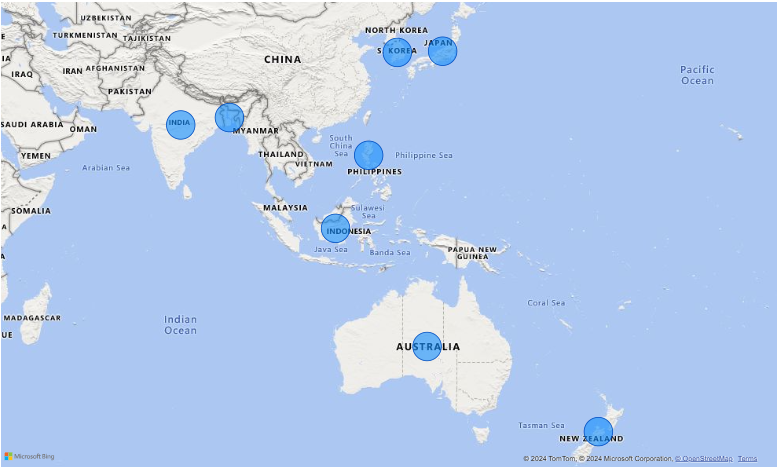 UZBEKISTAN
NORTH KOREA
TURKMENISTAN
TAJIKISTAN
E
JAPAN
S. KOREA
CHINA
IA
IRAN
AFGHANISTAN
IRAQ
Pacific
Ocean
PAKISTAN
INDIA
SAUDI ARABIA
OMAN
MYANMAR
South
China
Sea
YEMEN
THAILAND
Philippine Sea
VIETNAM
Arabian Sea
PHILIPPINES
SOMALIA
MALAYSIA
Sulawesi
Sea
A
INDONESIA
Java Sea
Banda Sea
PAPUA NEW
GUINEA
A
Coral Sea
MADAGASCAR
Indian
Ocean
UE
AUSTRALIA
Tasman Sea
NEW ZEALAND
Microsoft Bing
© 2024 TomTom, © 2024 Microsoft Corporation, © OpenStreetMap Terms